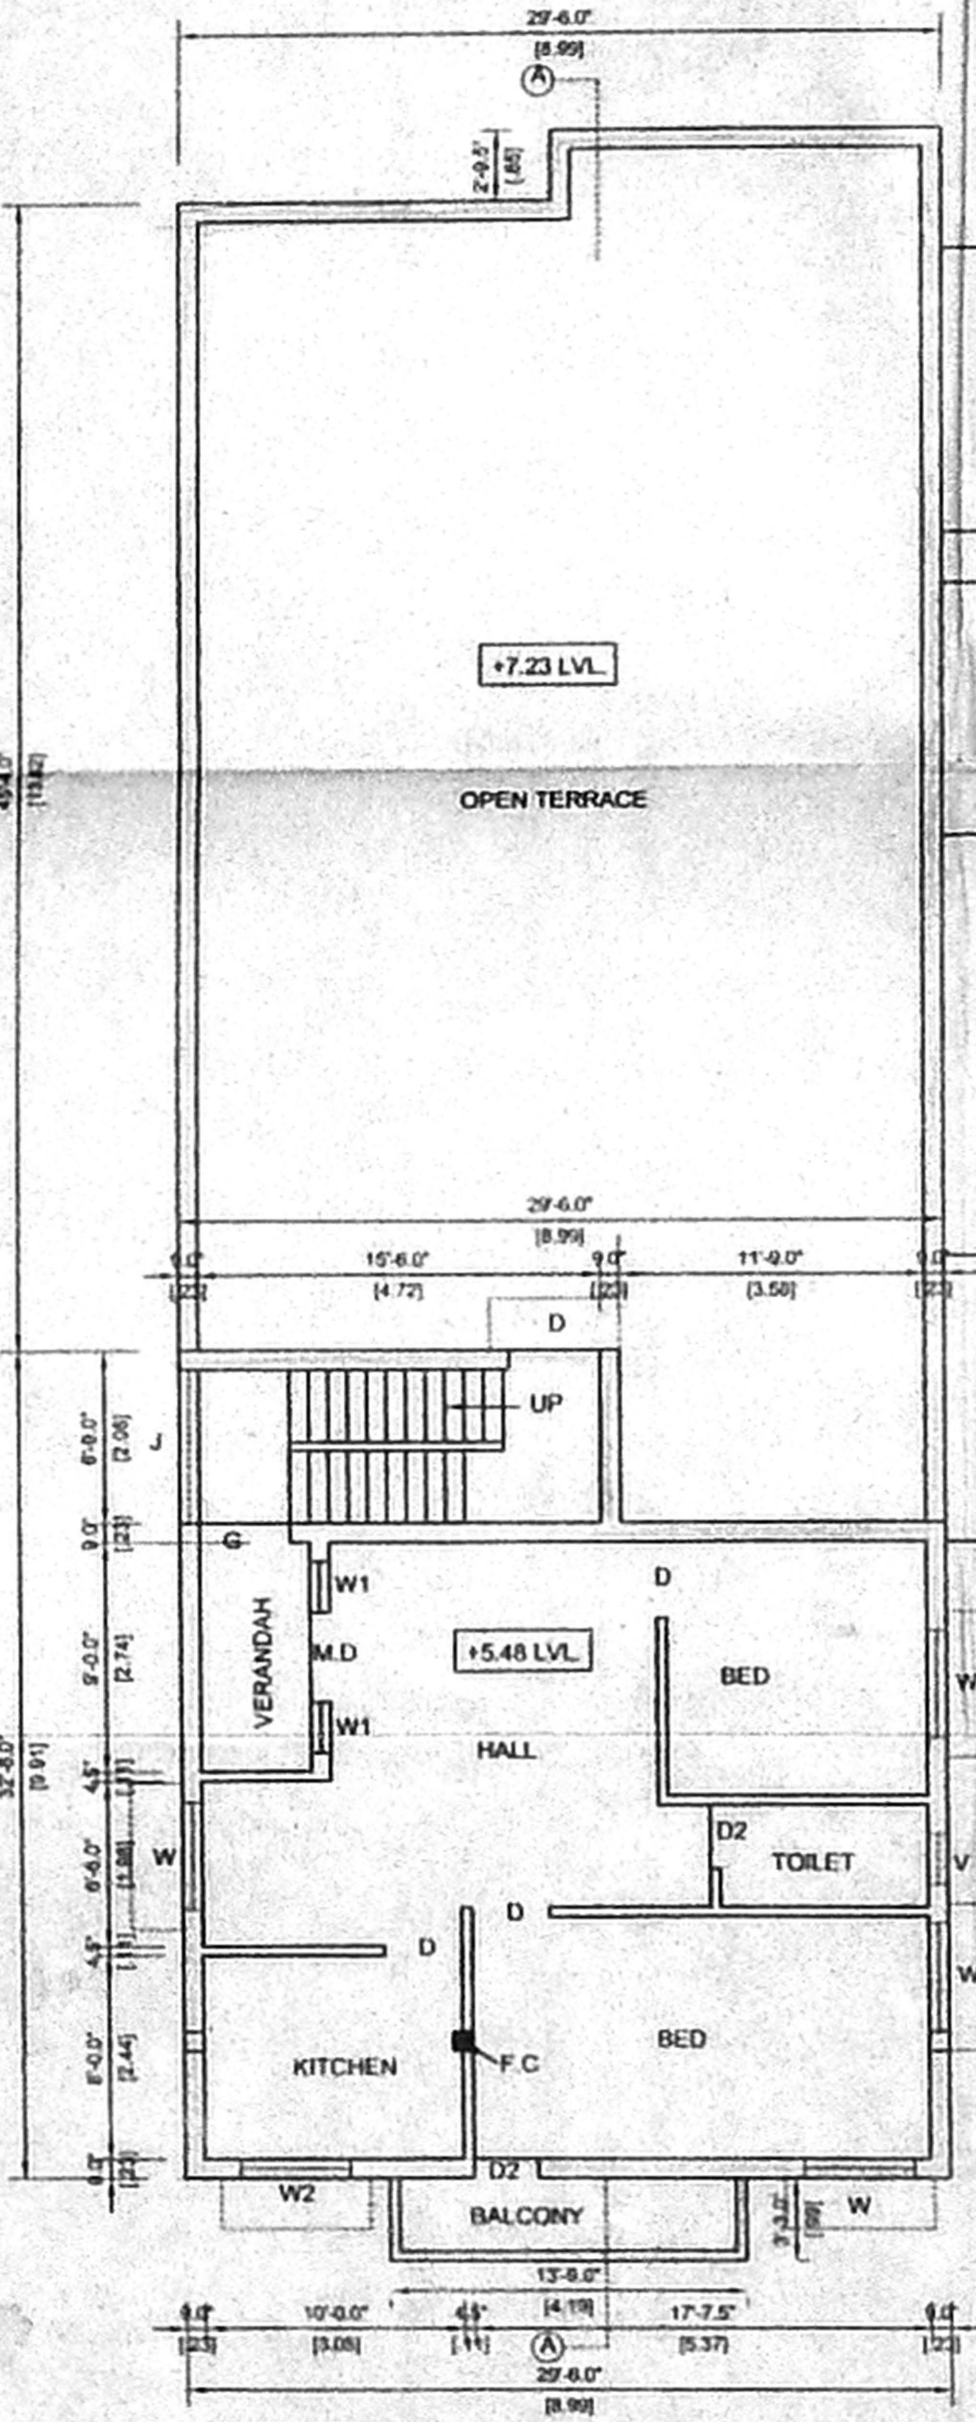 29'-6.0"
[8.99]
A
2'-9.5"
[.85]
+7.23 LVL.
OPEN TERRACE
[13.82]
29'-6.0"
[8.99]
9.0"
15'-6.0"
9.0"
11'-9.0"
9.0"
[.23]
[4.72]
[.23]
[3.58]
[.23]
D
UP
J
[2.06]
9.0"
[.23]
G
W1
D
VERANDAH
M.D
+5.48 LVL.
BED
9'-0.0"
[2.74]
W
W1
HALL
32'-6.0"
[9.91]
4.5"
[.11]
D2
W
TOILET
V
6'-6.0"
[1.98]
D
D
4.5"
[.11]
W
BED
KITCHEN
F.C
8'-0.0"
[2.44]
9.0"
[.23]
D2
W2
BALCONY
W
3'-3.0"
[.99]
13'-9.0"
[4.19]
9.0"
10'-0.0"
4.5"
17'-7.5"
9.0"
[.23]
[3.05]
[.11]
A
[5.37]
[.23]
29'-6.0"
[8.99]